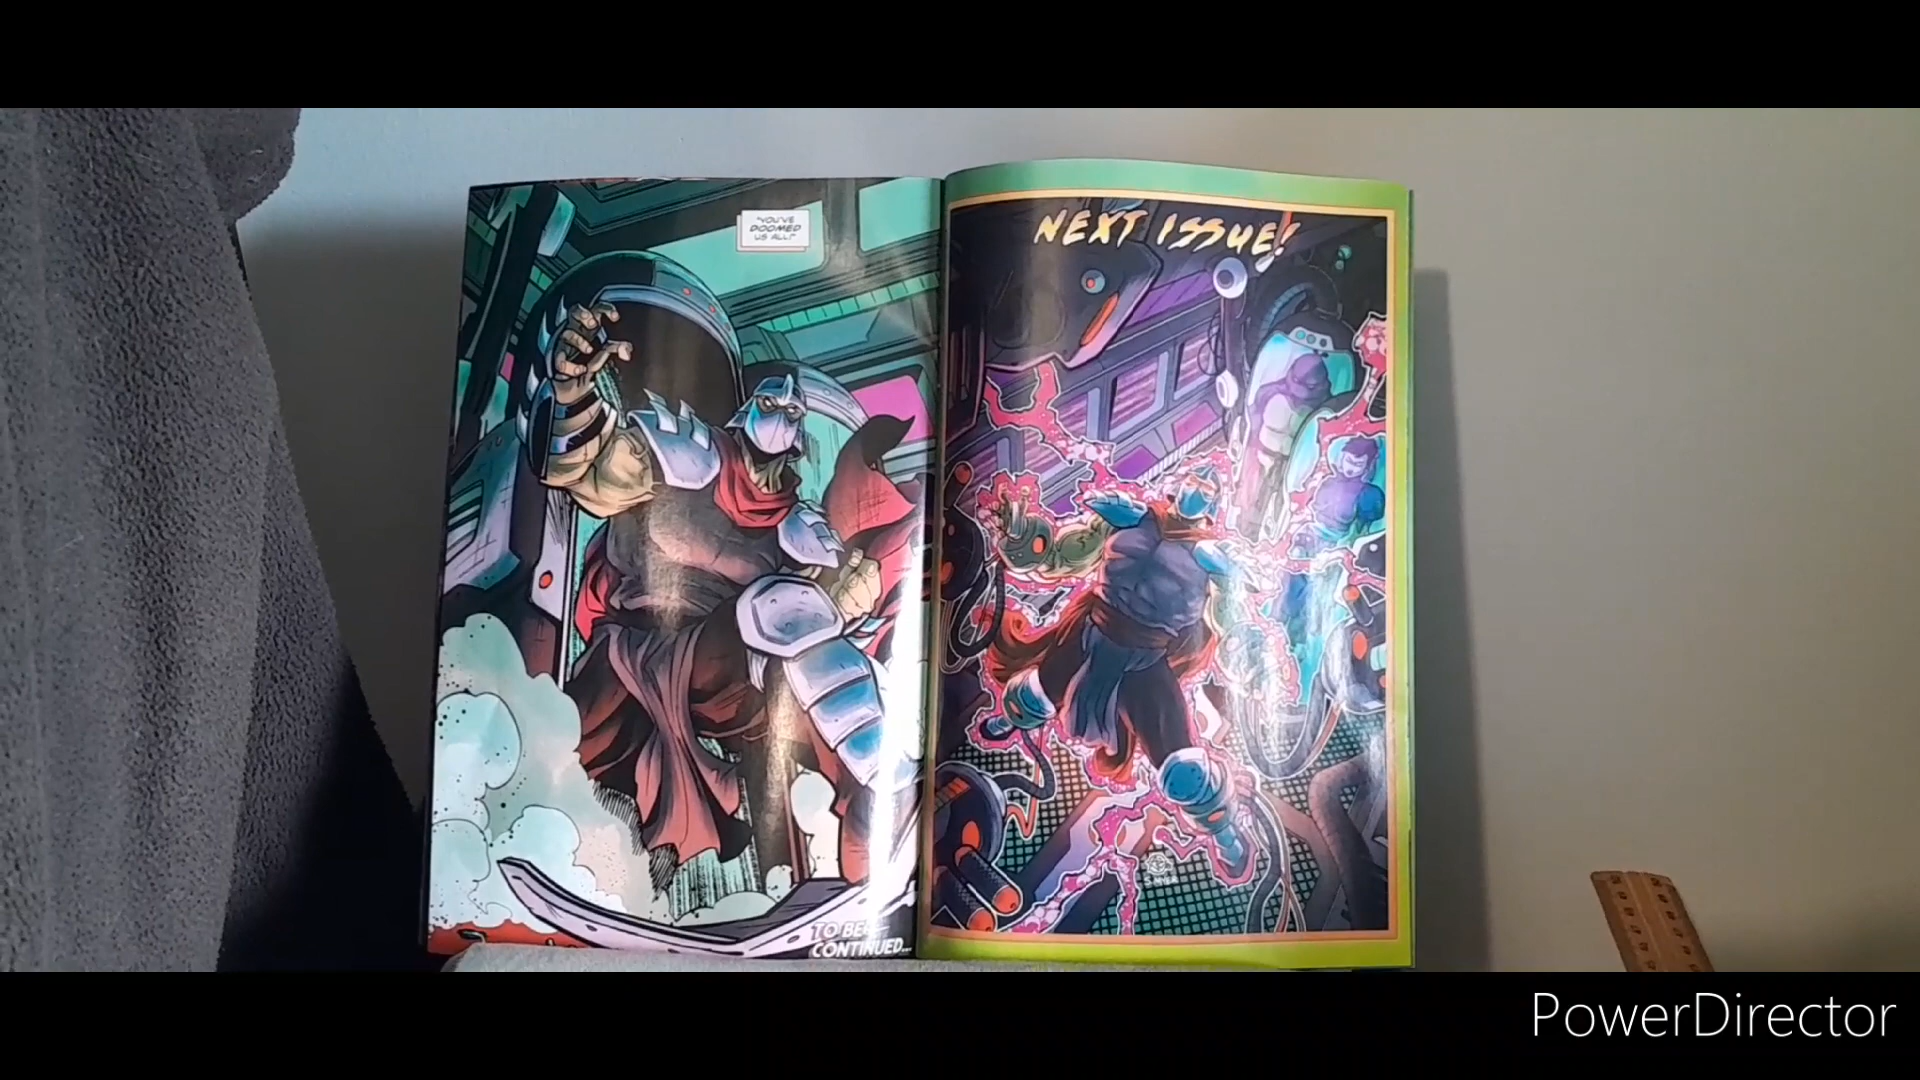 "YOU'VE
DOOMED
US ALL!"
TO BE
CONTINUED...
NEXT ISSUE!
PowerDirector